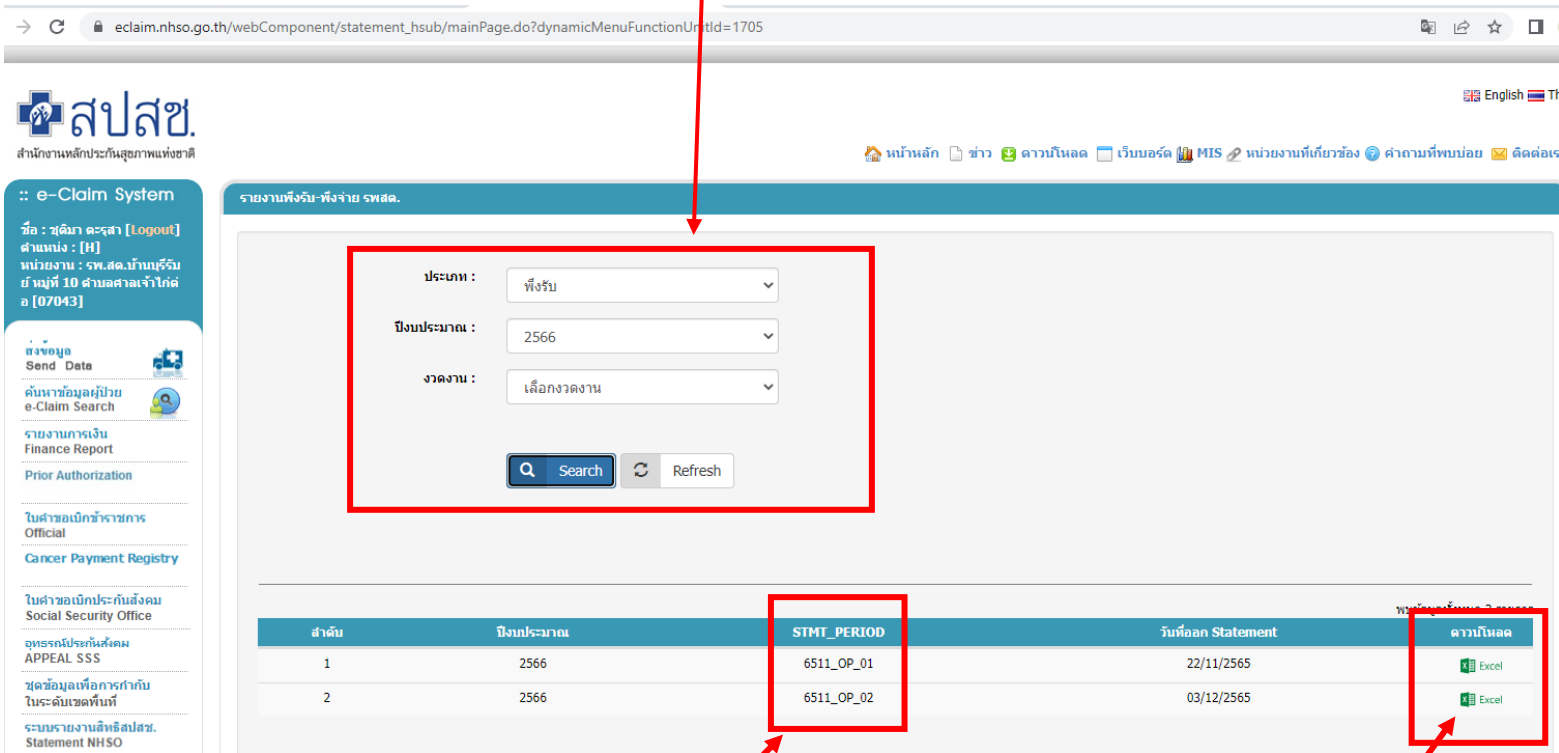 eclaim.nhso.go.th/webComponent/statement_hsub/mainPage.do?dynamicMenuFunctionUnitId=1705
English
สปสช.
สำนักงานหลักประกันสุขภาพแห่งชาติ
หน้าหลัก ข่าว ดาวน์โหลด เว็บบอร์ด MIS หน่วยงานที่เกี่ยวข้อง คำถามที่พบบ่อย
:: e-Claim System
ชื่อ : ชุติมา ดะรุสา [Logout]
ตำแหน่ง : [H]
หน่วยงาน : รพ.สต.บ้านบุรีรัม
ย์ หมู่ที่ 10 ตำบลศาลเจ้าไก่ต่
อ [07043]
ส่งข้อมูล
Send Data
ค้นหาข้อมูลผู้ป่วย
e-Claim Search
รายงานการเงิน
Finance Report
Prior Authorization
ใบคำขอเบิกข้าราชการ
Official
Cancer Payment Registry
ใบคำขอเบิกประกันสังคม
Social Security Office
อุทธรณ์ประกันสังคม
APPEAL SSS
ชุดข้อมูลเพื่อการกำกับ
ในระดับเขตพื้นที่
ระบบรายงานสิทธิสปสช.
Statement NHSO
รายงานพึงรับ-พึงจ่าย รพสต.
ประเภท : พึงรับ
ปีงบประมาณ : 2566
งวดงาน : เลือกงวดงาน
Search Refresh
ลำดับ ปีงบประมาณ STMT_PERIOD วันที่ออก Statement ดาวน์โหลด
1 2566 6511_OP_01 22/11/2565 Excel
2 2566 6511_OP_02 03/12/2565 Excel